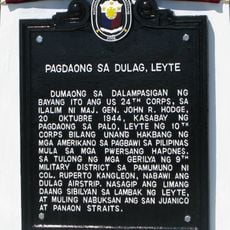 PAGDAONG SA DULAG, LEYTE
DUMAONG SA DALAMPASIGAN NG
BAYANG ITO ANG US 24TH CORPS, SA
ILALIM NI MAJ. GEN. JOHN R. HODGE,
20 OKTUBRE 1944, KASABAY NG
PAGDAONG SA PALO, LEYTE NG 10TH
CORPS BILANG UNANG HAKBANG NG
MGA AMERIKANO SA PAGBAWI SA PILIPINAS
MULA SA MGA PWERSANG HAPONES.
SA TULONG NG MGA GERILYA NG 9TH
MILITARY DISTRICT SA PAMUMUNO NI
COL. RUPERTO KANGLEON, NABAWI ANG
DULAG AIRSTRIP. NASAGIP ANG LIMANG
DAANG SIBILYAN SA LAMBAK NG LEYTE,
AT MULING NABUKSAN ANG SAN JUANICO
AT PANAON STRAITS.